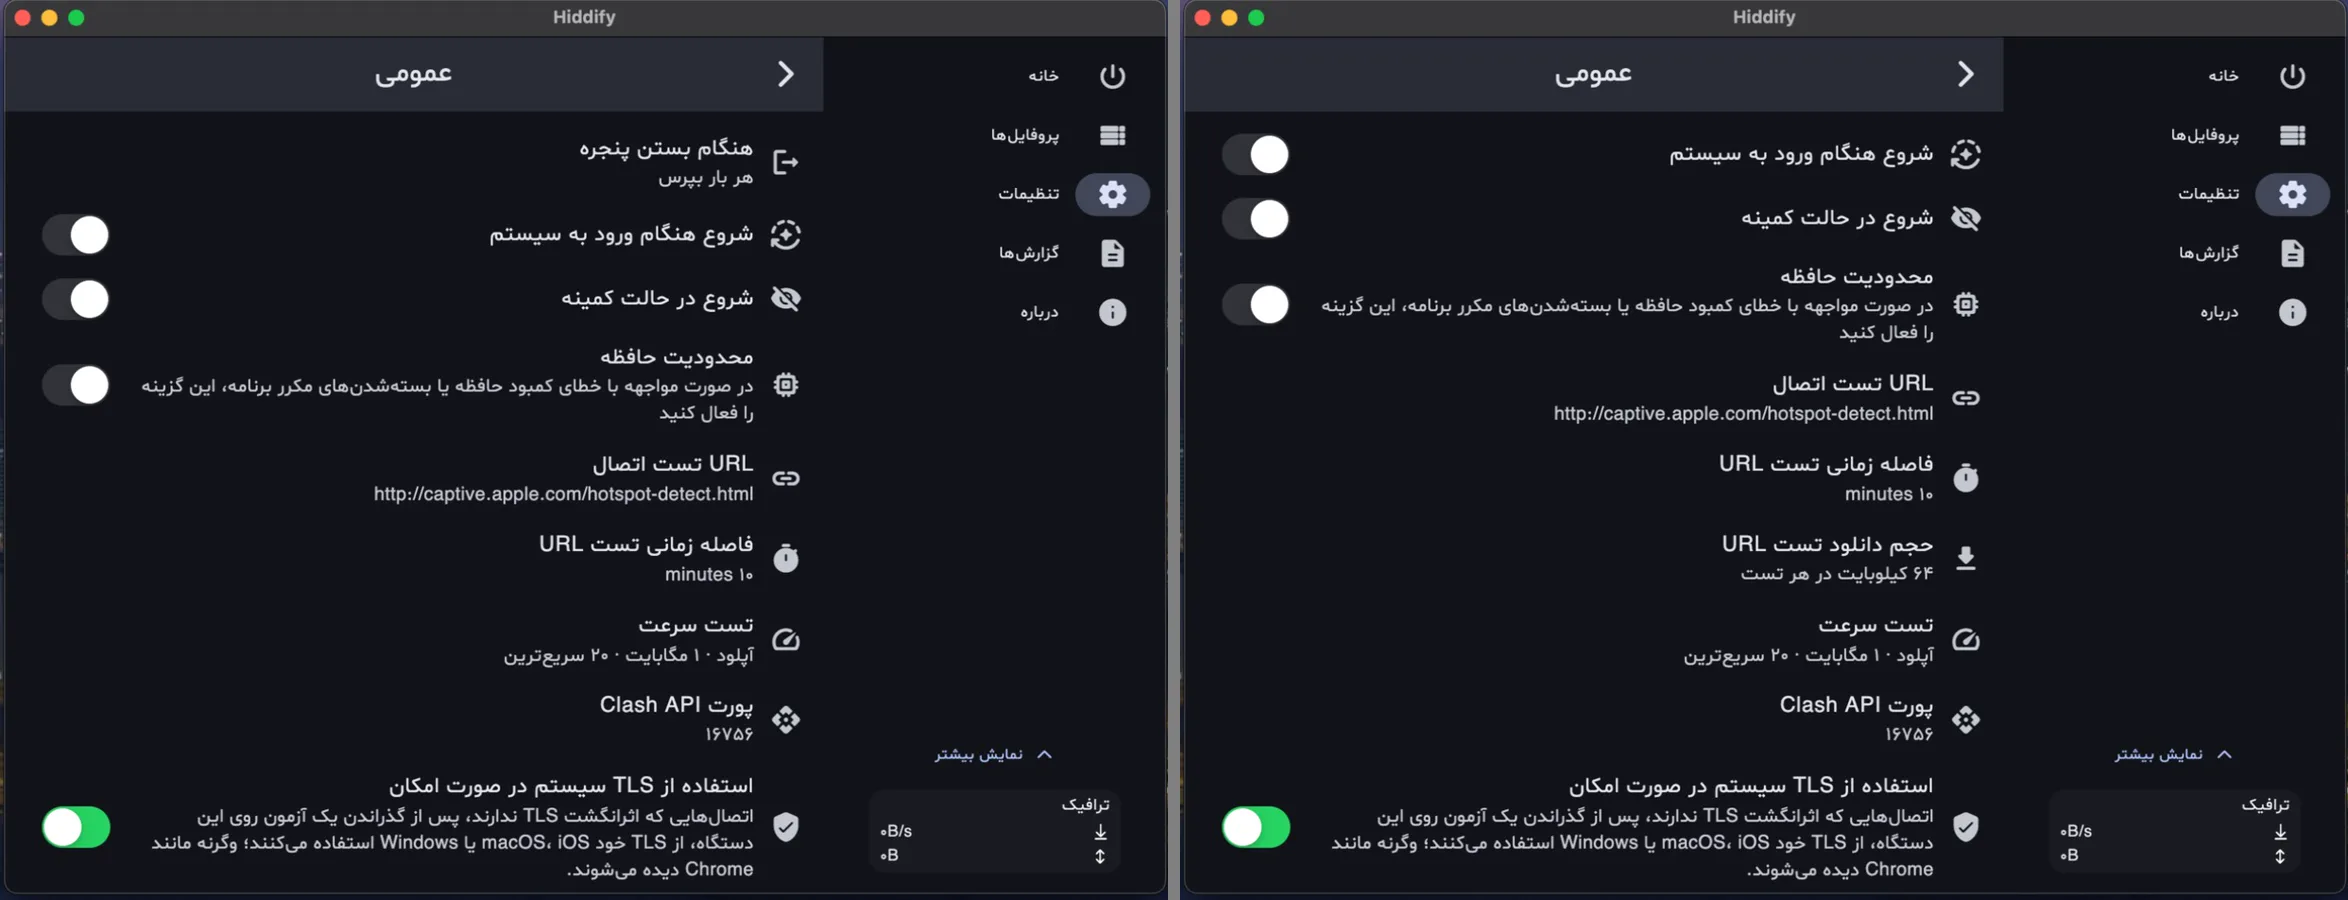 Hiddify
عمومی
هنگام بستن پنجره
هر بار بپرس
شروع هنگام ورود به سیستم
شروع در حالت کمینه
محدودیت حافظه
در صورت مواجهه با خطای کمبود حافظه یا بسته‌شدن‌های مکرر برنامه، این گزینه
را فعال کنید
URL تست اتصال
http://captive.apple.com/hotspot-detect.html
فاصله زمانی تست URL
۱۰ minutes
تست سرعت
آپلود · ۱ مگابایت · ۲۰ سریع‌ترین
پورت Clash API
۱۶۷۵۶
استفاده از TLS سیستم در صورت امکان
اتصال‌هایی که اثرانگشت TLS ندارند، پس از گذراندن یک آزمون روی این
دستگاه، از TLS خود macOS، iOS یا Windows استفاده می‌کنند؛ وگرنه مانند
Chrome دیده می‌شوند.
خانه
پروفایل‌ها
تنظیمات
گزارش‌ها
درباره
نمایش بیشتر
ترافیک
۰B/s
۰B
Hiddify
عمومی
شروع هنگام ورود به سیستم
شروع در حالت کمینه
محدودیت حافظه
در صورت مواجهه با خطای کمبود حافظه یا بسته‌شدن‌های مکرر برنامه، این گزینه
را فعال کنید
URL تست اتصال
http://captive.apple.com/hotspot-detect.html
فاصله زمانی تست URL
۱۰ minutes
حجم دانلود تست URL
۶۴ کیلوبایت در هر تست
تست سرعت
آپلود · ۱ مگابایت · ۲۰ سریع‌ترین
پورت Clash API
۱۶۷۵۶
استفاده از TLS سیستم در صورت امکان
اتصال‌هایی که اثرانگشت TLS ندارند، پس از گذراندن یک آزمون روی این
دستگاه، از TLS خود macOS، iOS یا Windows استفاده می‌کنند؛ وگرنه مانند
Chrome دیده می‌شوند.
خانه
پروفایل‌ها
تنظیمات
گزارش‌ها
درباره
نمایش بیشتر
ترافیک
۰B/s
۰B